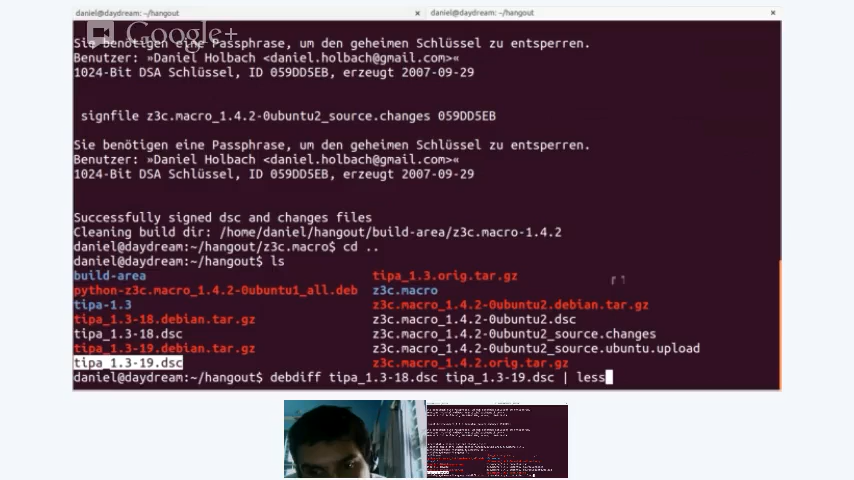 daniel@daydream: ~/hangout × daniel@daydream: ~/hangout ×
Google+
Sie benötigen eine Passphrase, um den geheimen Schlüssel zu entsperren.
Benutzer: »Daniel Holbach <daniel.holbach@gmail.com>«
1024-Bit DSA Schlüssel, ID 059DD5EB, erzeugt 2007-09-29
signfile z3c.macro_1.4.2-0ubuntu2_source.changes 059DD5EB
Sie benötigen eine Passphrase, um den geheimen Schlüssel zu entsperren.
Benutzer: »Daniel Holbach <daniel.holbach@gmail.com>«
1024-Bit DSA Schlüssel, ID 059DD5EB, erzeugt 2007-09-29
Successfully signed dsc and changes files
Cleaning build dir: /home/daniel/hangout/build-area/z3c.macro-1.4.2
daniel@daydream:~/hangout/z3c.macro$ cd ..
daniel@daydream:~/hangout$ ls
build-area tipa_1.3.orig.tar.gz
python-z3c.macro_1.4.2-0ubuntu1_all.deb z3c.macro
tipa-1.3 z3c.macro_1.4.2-0ubuntu2.debian.tar.gz
tipa_1.3-18.debian.tar.gz z3c.macro_1.4.2-0ubuntu2.dsc
tipa_1.3-18.dsc z3c.macro_1.4.2-0ubuntu2_source.changes
tipa_1.3-19.debian.tar.gz z3c.macro_1.4.2-0ubuntu2_source.ubuntu.upload
tipa_1.3-19.dsc z3c.macro_1.4.2.orig.tar.gz
daniel@daydream:~/hangout$ debdiff tipa_1.3-18.dsc tipa_1.3-19.dsc | less